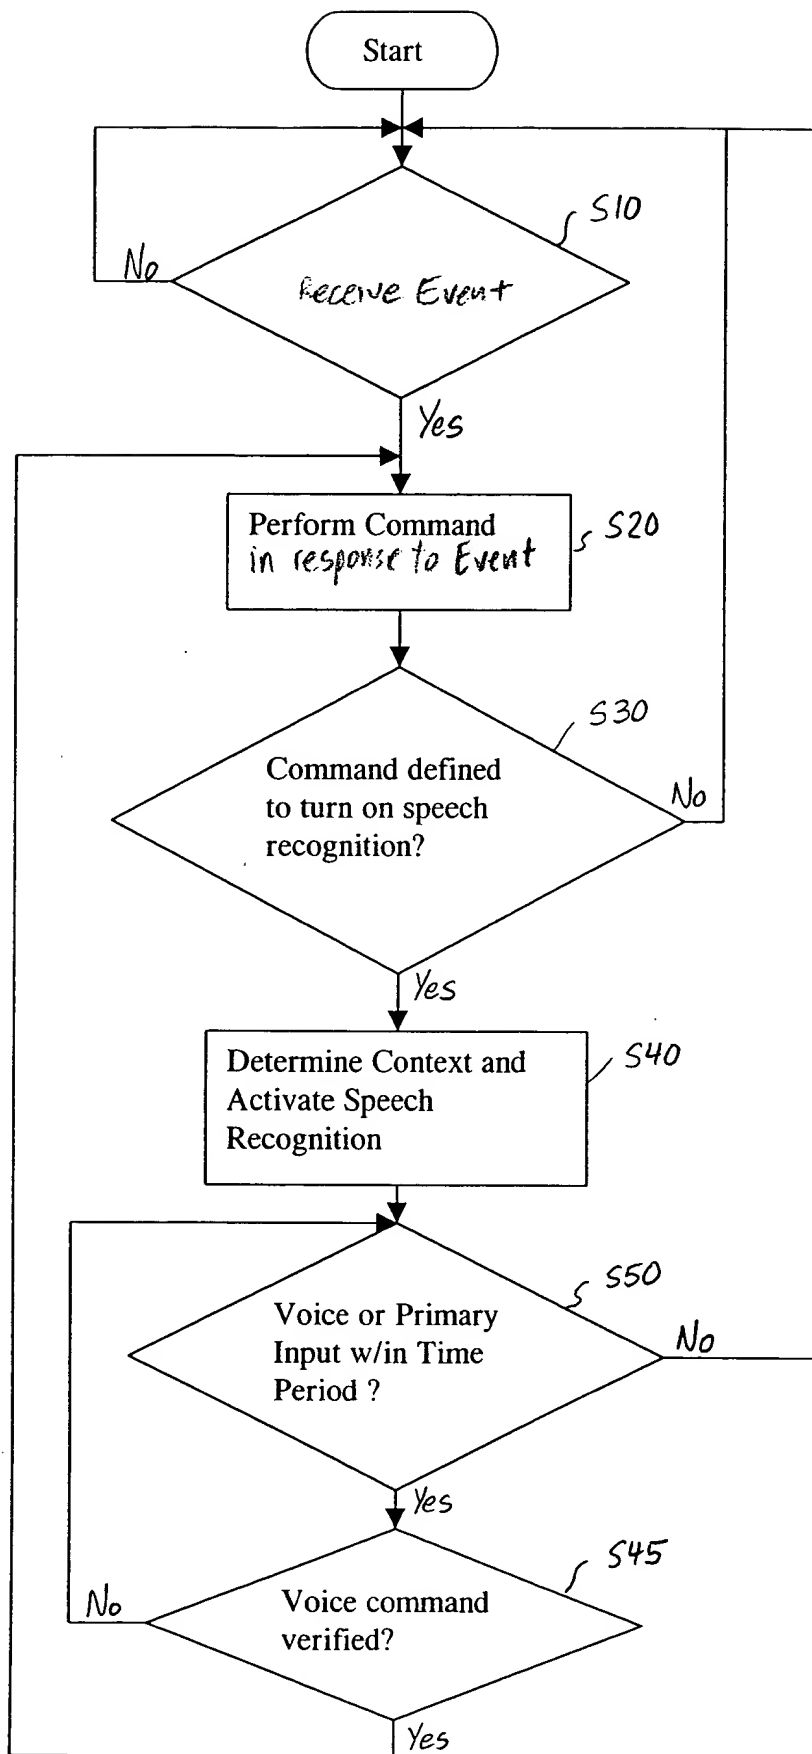 Start
S10
No
Receive Event
Yes
Perform Command
in response to Event
S20
S30
Command defined
to turn on speech
recognition?
No
Yes
Determine Context and
Activate Speech
Recognition
S40
S50
Voice or Primary
Input w/in Time
Period ?
No
Yes
S45
Voice command
verified?
No
Yes